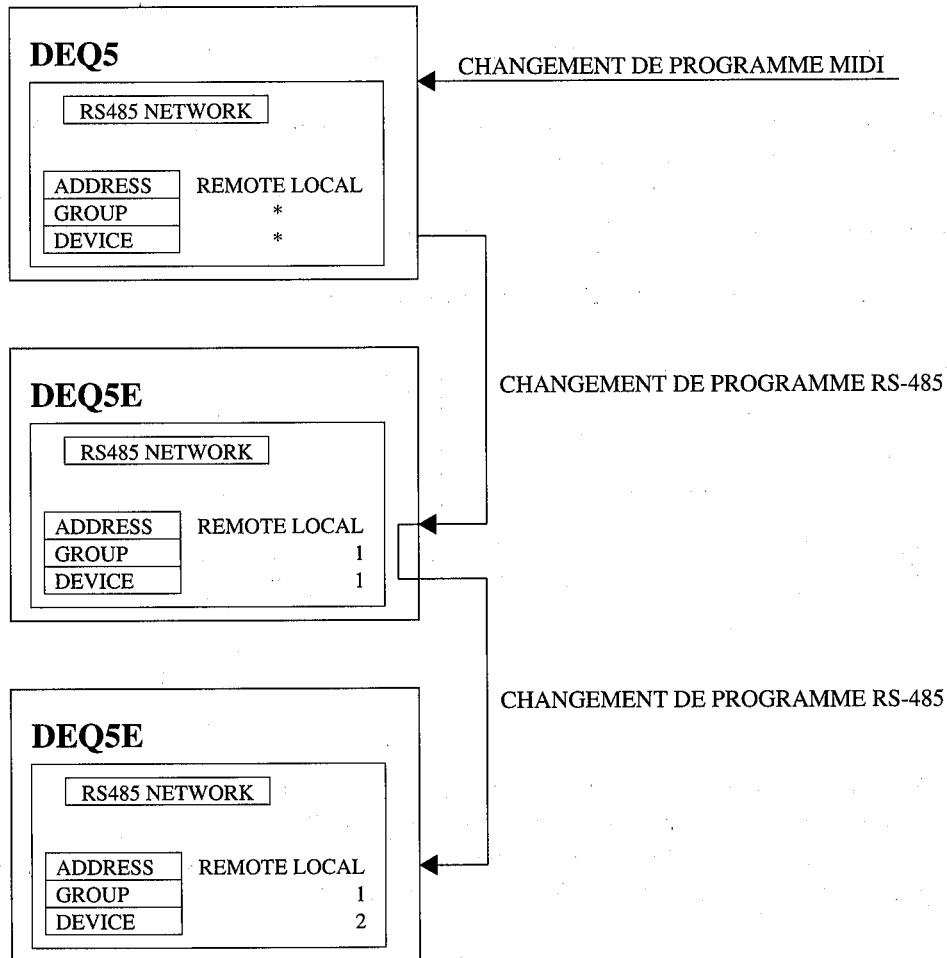 DEQ5
CHANGEMENT DE PROGRAMME MIDI
RS485 NETWORK
ADDRESS REMOTE LOCAL
GROUP *
DEVICE *
CHANGEMENT DE PROGRAMME RS-485
DEQ5E
RS485 NETWORK
ADDRESS REMOTE LOCAL
GROUP 1
DEVICE 1
CHANGEMENT DE PROGRAMME RS-485
DEQ5E
RS485 NETWORK
ADDRESS REMOTE LOCAL
GROUP 1
DEVICE 2